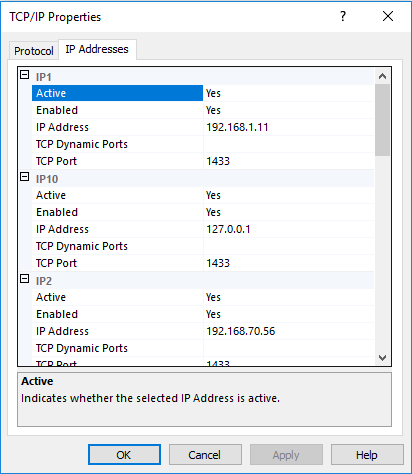 TCP/IP Properties ? ×
Protocol IP Addresses
IP1
Active Yes
Enabled Yes
IP Address 192.168.1.11
TCP Dynamic Ports
TCP Port 1433
IP10
Active Yes
Enabled Yes
IP Address 127.0.0.1
TCP Dynamic Ports
TCP Port 1433
IP2
Active Yes
Enabled Yes
IP Address 192.168.70.56
TCP Dynamic Ports
TCP Port 1433
Active
Indicates whether the selected IP Address is active.
OK Cancel Apply Help